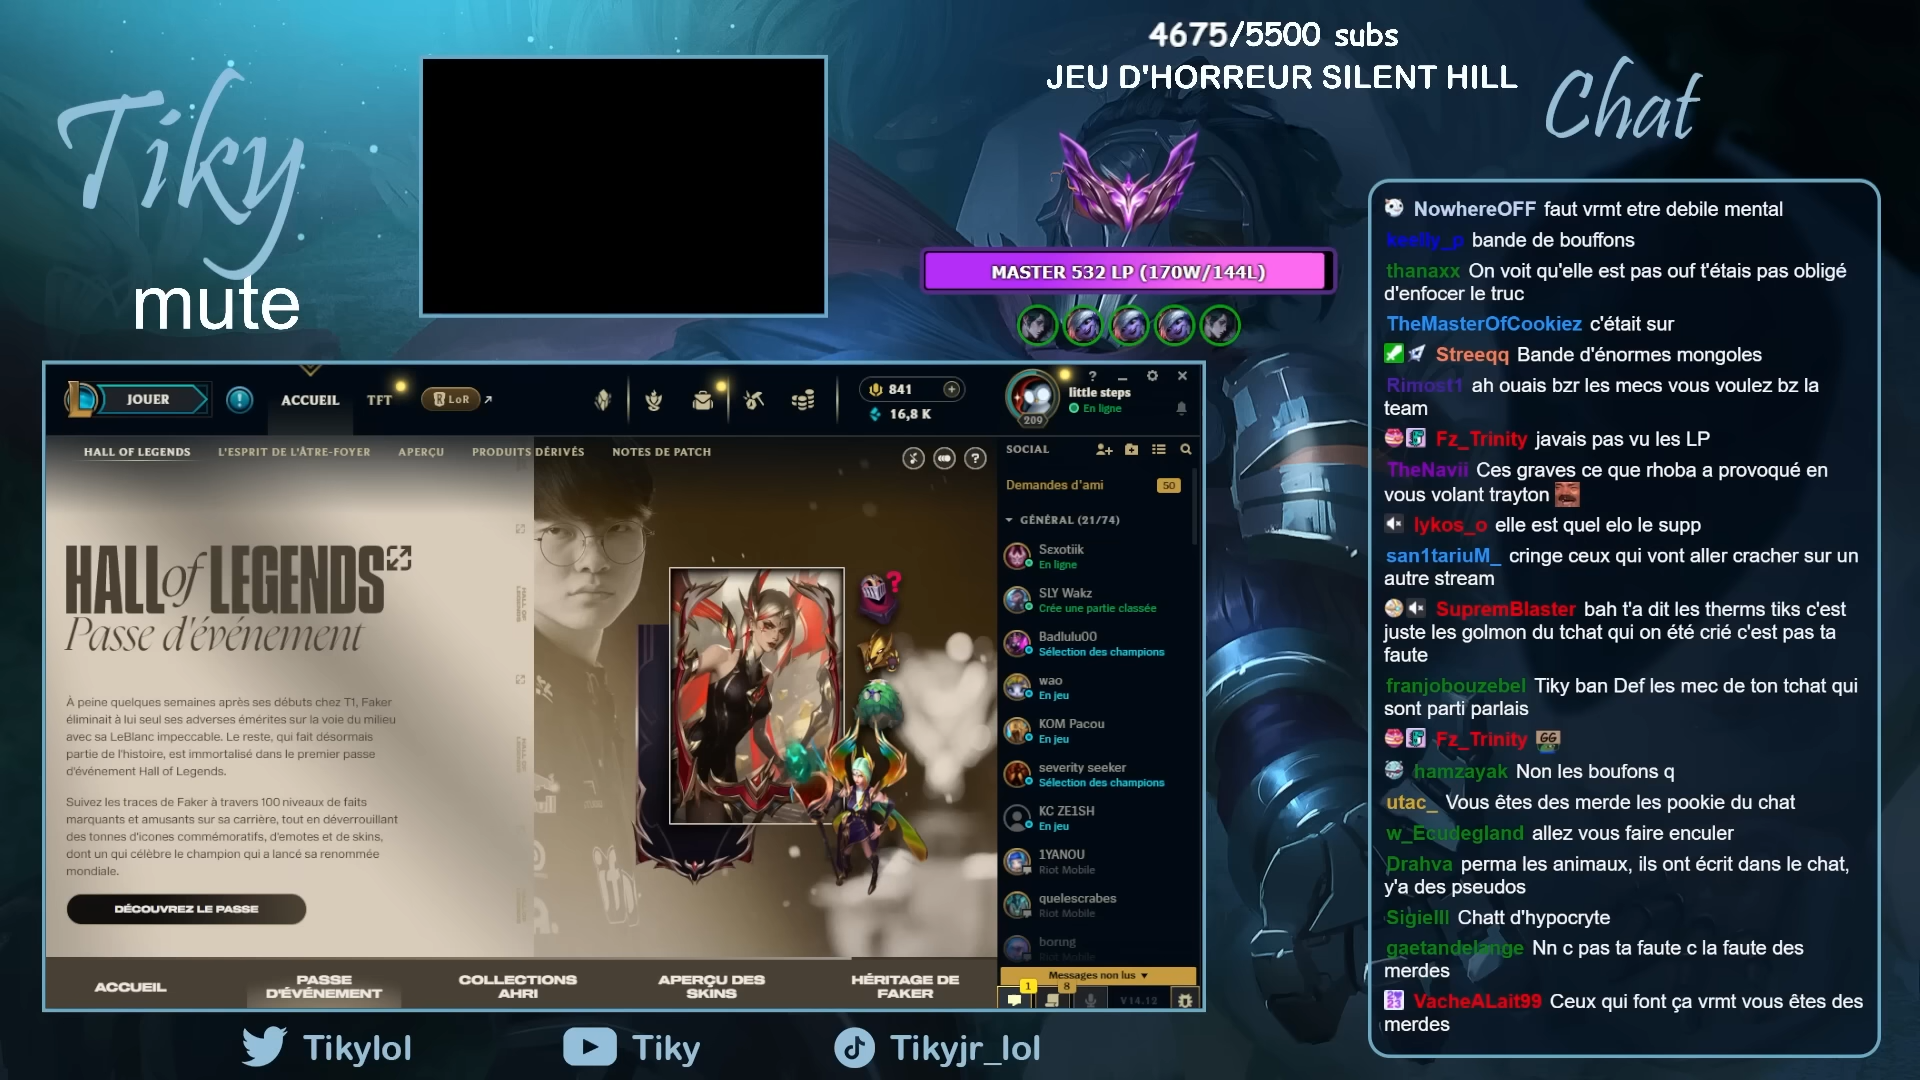 4675/5500 subs
JEU D'HORREUR SILENT HILL
Tiky
mute
Chat
MASTER 532 LP (170W/144L)
JOUER
ACCUEIL
TFT
LoR
841
16,8 K
209
little steps
En ligne
HALL OF LEGENDS
L'ESPRIT DE L'ÂTRE-FOYER
APERÇU
PRODUITS DÉRIVÉS
NOTES DE PATCH
HALL of LEGENDS
Passe d'événement
À peine quelques semaines après ses débuts chez T1, Faker
éliminait à lui seul ses adverses émérites sur la voie du milieu
avec sa LeBlanc impeccable. Le reste, qui fait désormais
partie de l'histoire, est immortalisé dans le premier passe
d'événement Hall of Legends.
Suivez les traces de Faker à travers 100 niveaux de faits
marquants et amusants sur sa carrière, tout en déverrouillant
des tonnes d'icones commémoratifs, d'emotes et de skins,
dont un qui célèbre le champion qui a lancé sa renommée
mondiale.
DÉCOUVREZ LE PASSE
ACCUEIL
PASSE
D'ÉVÉNEMENT
COLLECTIONS
AHRI
APERÇU DES
SKINS
HÉRITAGE DE
FAKER
SOCIAL
Demandes d'ami
50
GÉNÉRAL (21/74)
Sexotiik
En ligne
SLY Wakz
Crée une partie classée
Badlulu00
Sélection des champions
wao
En jeu
KOM Pacou
En jeu
severity seeker
Sélection des champions
KC ZE1SH
En jeu
1YANOU
Riot Mobile
quelescrabes
Riot Mobile
borung
Riot Mobile
Messages non lus
1
8
V14.12
Tikylol
Tiky
Tikyjr_lol
NowhereOFF faut vrmt etre debile mental
keelly_p bande de bouffons
thanaxx On voit qu'elle est pas ouf t'étais pas obligé
d'enfocer le truc
TheMasterOfCookiez c'était sur
Streeqq Bande d'énormes mongoles
Rimost1 ah ouais bzr les mecs vous voulez bz la
team
Fz_Trinity javais pas vu les LP
TheNavii Ces graves ce que rhoba a provoqué en
vous volant trayton
lykos_o elle est quel elo le supp
san1tariuM_ cringe ceux qui vont aller cracher sur un
autre stream
SupremBlaster bah t'a dit les therms tiks c'est
juste les golmon du tchat qui on été crié c'est pas ta
faute
franjobouzebel Tiky ban Def les mec de ton tchat qui
sont parti parlais
Fz_Trinity GG
hamzayak Non les boufons q
utac_ Vous êtes des merde les pookie du chat
w_Ecudegland allez vous faire enculer
Drahva perma les animaux, ils ont écrit dans le chat,
y'a des pseudos
Sigielll Chatt d'hypocryte
gaetandelange Nn c pas ta faute c la faute des
merdes
VacheALait99 Ceux qui font ça vrmt vous êtes des
merdes